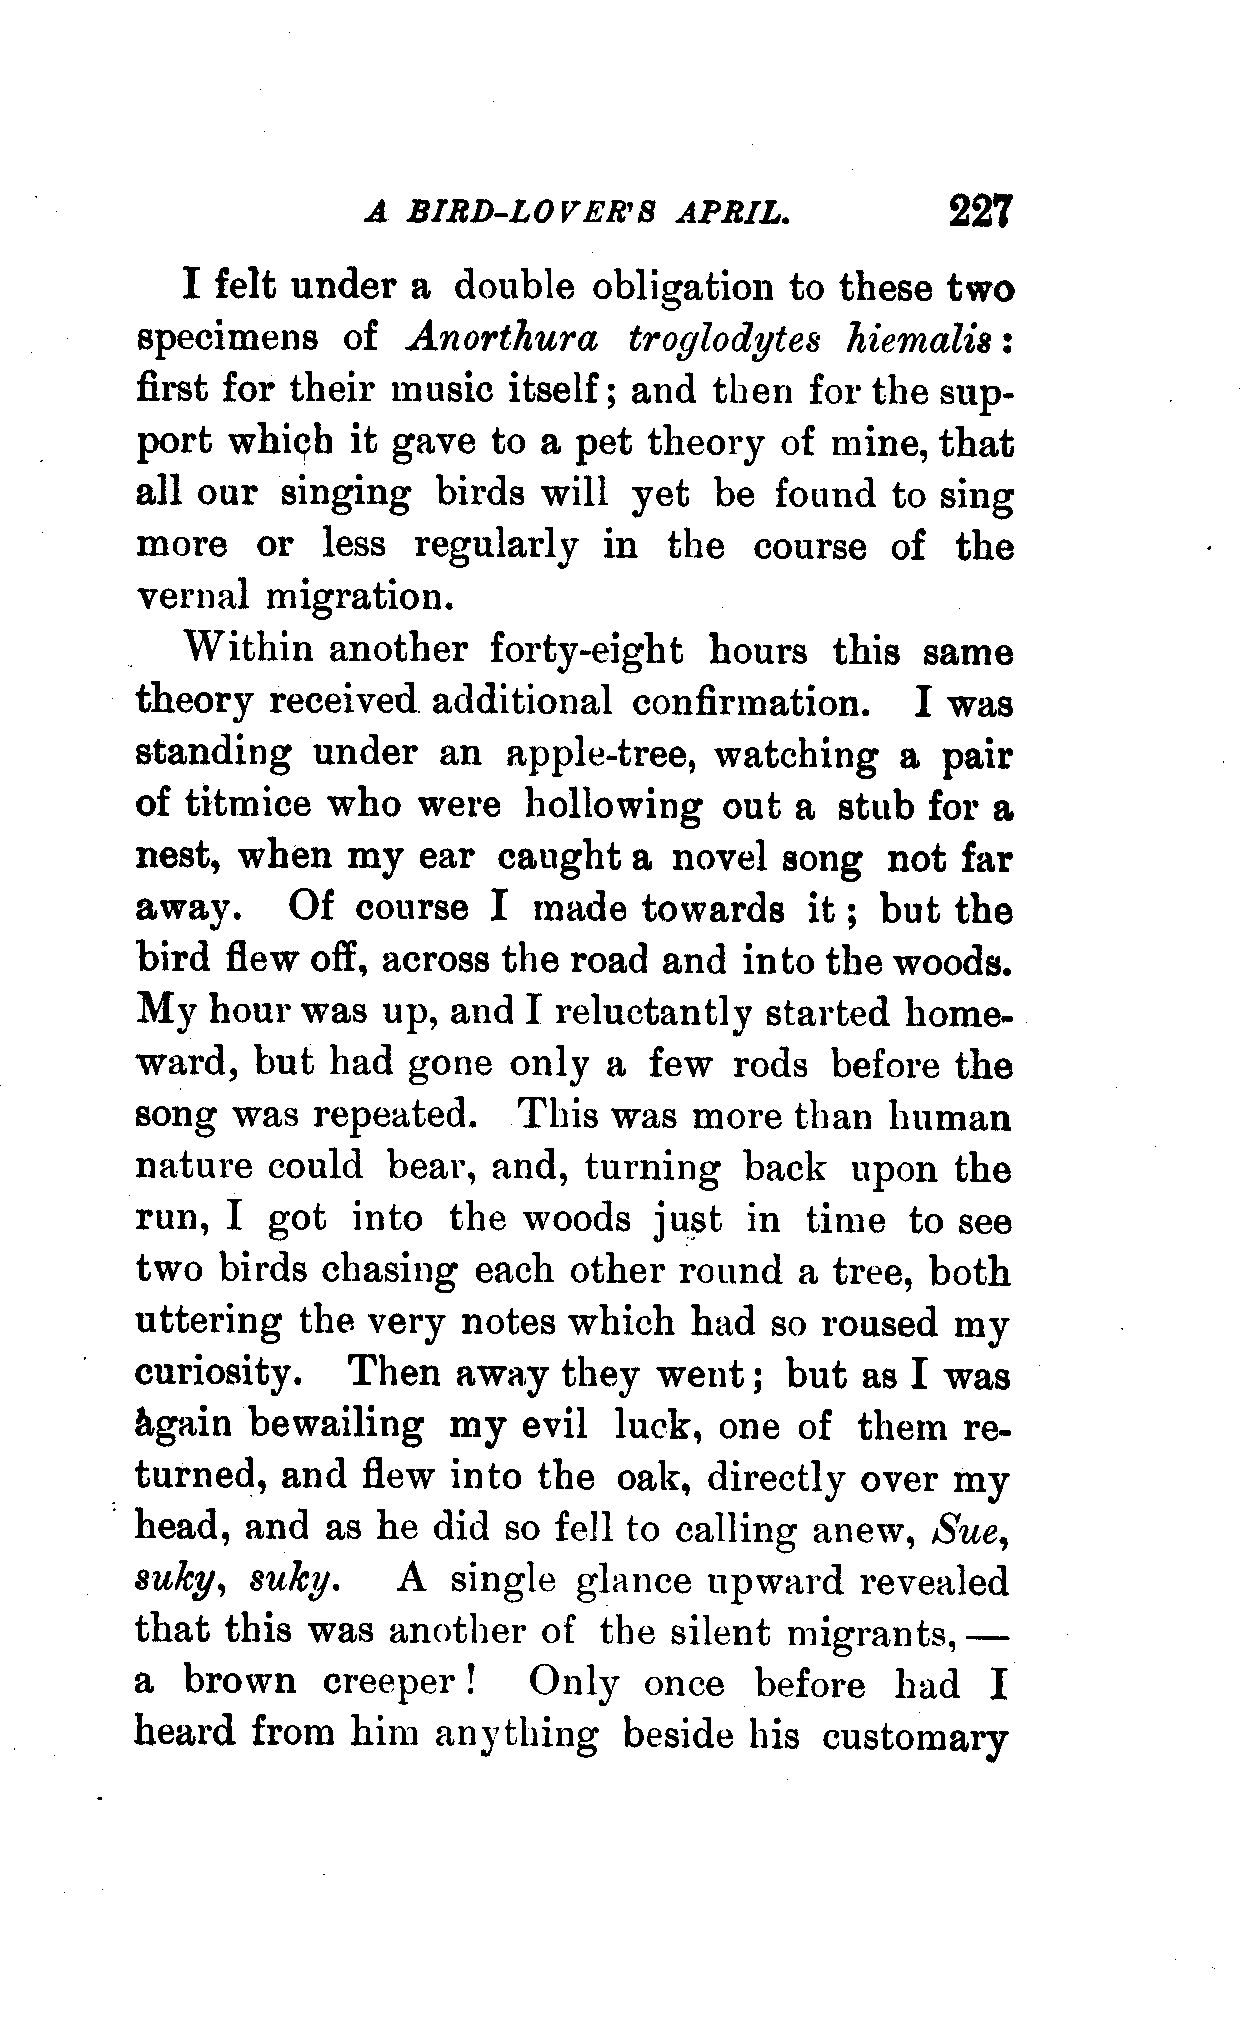 A BIRD-LOVER'S APRIL. 227
I felt under a double obligation to these two
specimens of Anorthura troglodytes hiemalis:
first for their music itself; and then for the sup-
port which it gave to a pet theory of mine, that
all our singing birds will yet be found to sing
more or less regularly in the course of the
vernal migration.
Within another forty-eight hours this same
theory received additional confirmation. I was
standing under an apple-tree, watching a pair
of titmice who were hollowing out a stub for a
nest, when my ear caught a novel song not far
away. Of course I made towards it; but the
bird flew off, across the road and into the woods.
My hour was up, and I reluctantly started home-
ward, but had gone only a few rods before the
song was repeated. This was more than human
nature could bear, and, turning back upon the
run, I got into the woods just in time to see
two birds chasing each other round a tree, both
uttering the very notes which had so roused my
curiosity. Then away they went; but as I was
again bewailing my evil luck, one of them re-
turned, and flew into the oak, directly over my
head, and as he did so fell to calling anew, Sue,
suky, suky. A single glance upward revealed
that this was another of the silent migrants, —
a brown creeper! Only once before had I
heard from him anything beside his customary